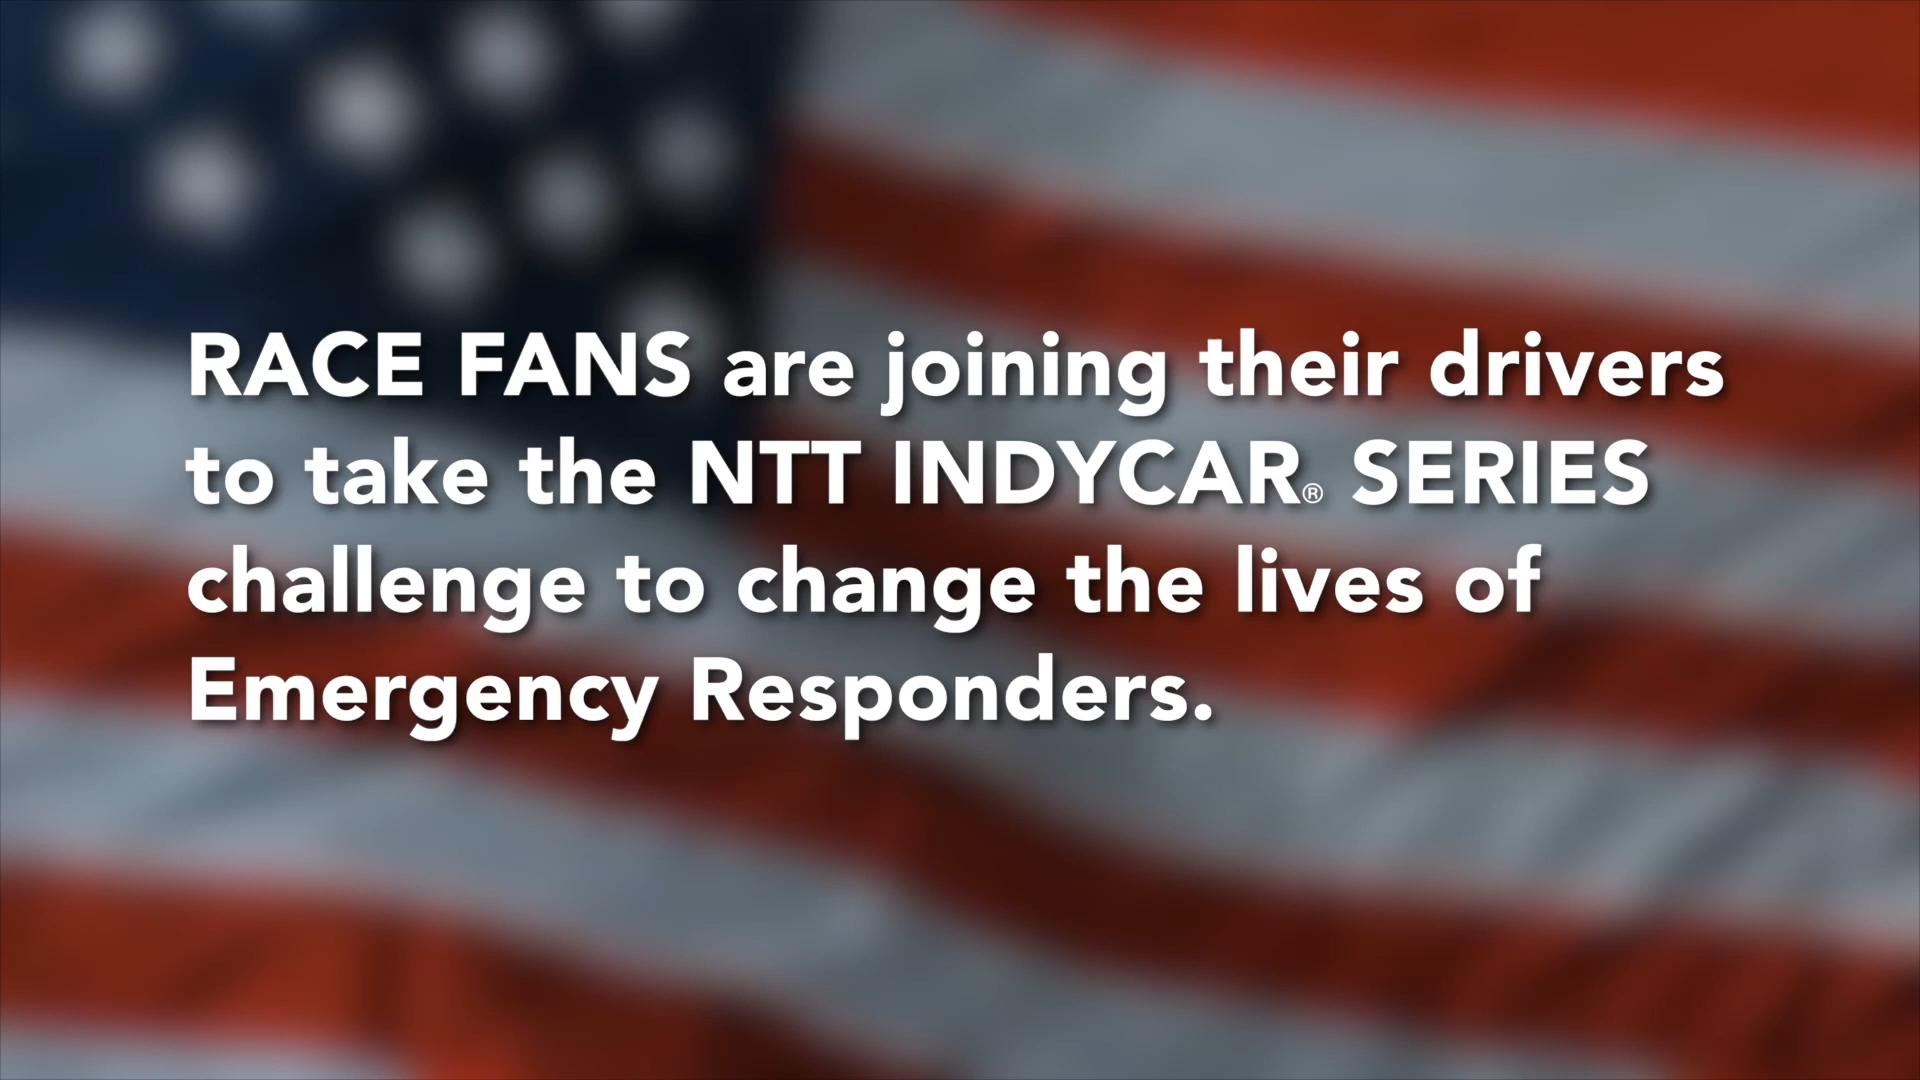 RACE FANS are joining their drivers
to take the NTT INDYCAR® SERIES
challenge to change the lives of
Emergency Responders.